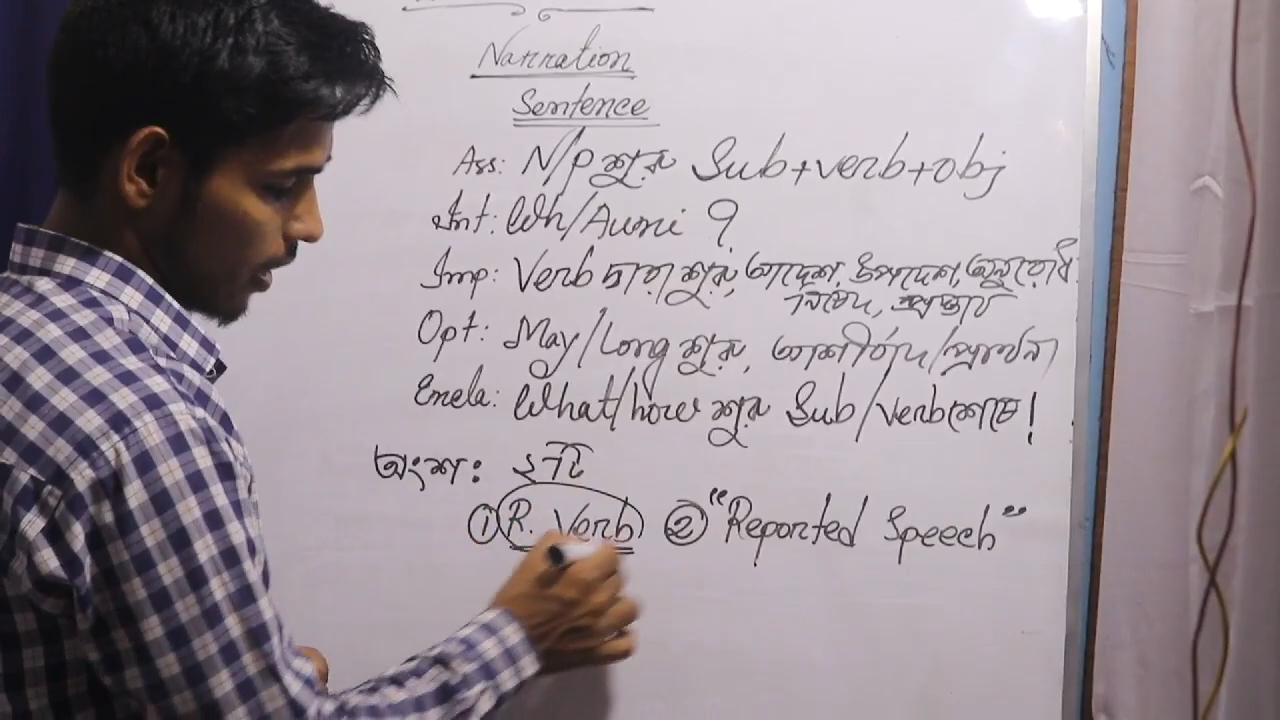 Narration
Sentence
Ass: N/P শুরু Sub+verb+obj
Int: Wh/Auxi ?
Imp: Verb দ্বারা শুরু, আদেশ, উপদেশ, অনুরোধ
নিষেধ, প্রস্তাব
Opt: May/Long শুরু, আশীর্বাদ/প্রার্থনা
Excla: What/how শুরু Sub/verb শেষে!
অংশ: ২টি
① R. Verb ② "Reported Speech"